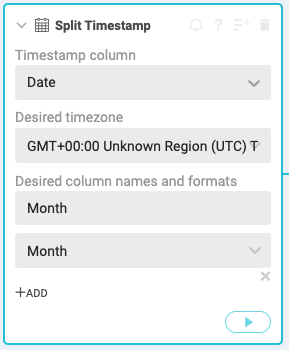 Split Timestamp
Timestamp column
Date
Desired timezone
GMT+00:00 Unknown Region (UTC) T
Desired column names and formats
Month
Month
+ADD